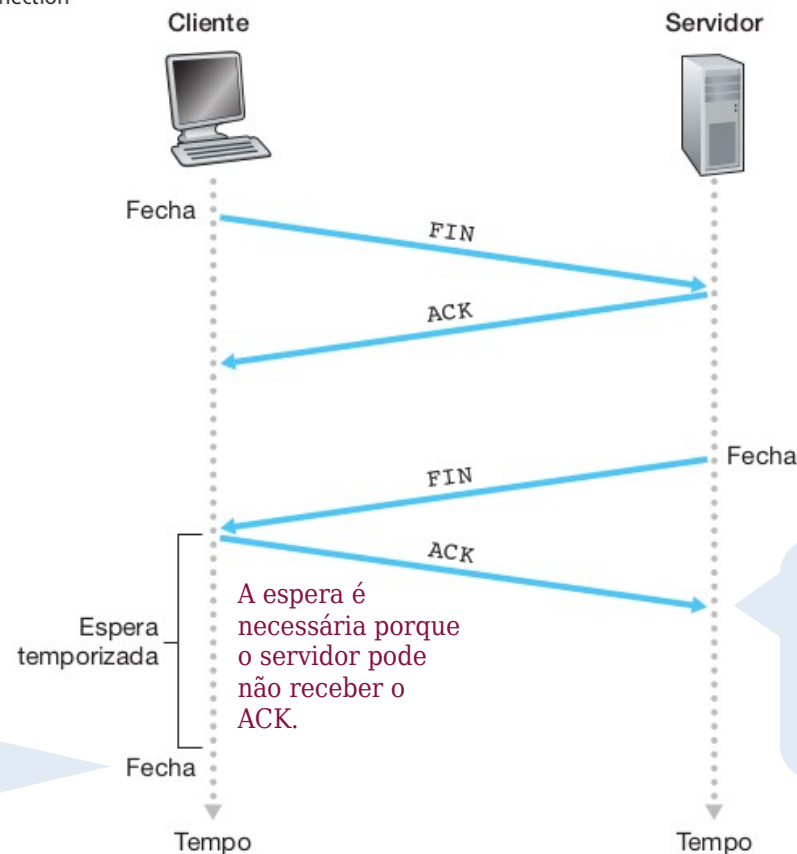 Cliente
Servidor
Fecha
FIN
ACK
Fecha
FIN
ACK
A espera é
necessária porque
o servidor pode
não receber o
ACK.
Espera
temporizada
Fecha
Tempo
Tempo